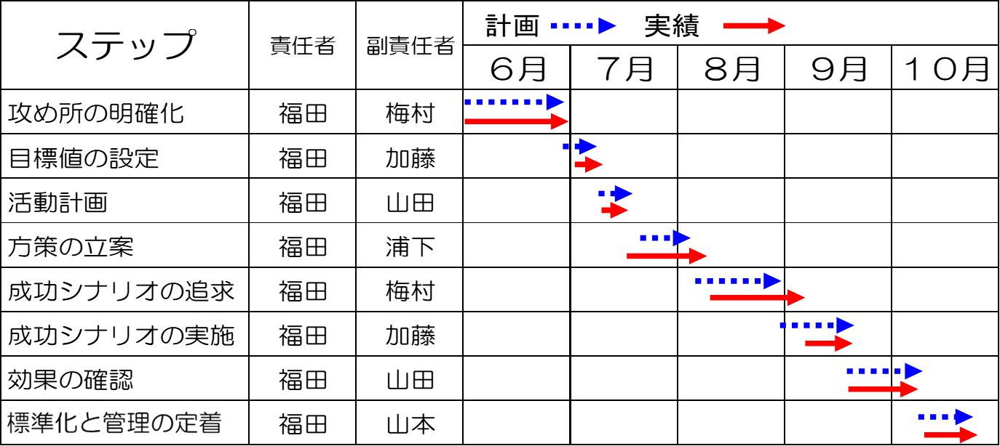 ステップ 責任者 副責任者 計画 実績
６月 ７月 ８月 ９月 １０月
攻め所の明確化 福田 梅村
目標値の設定 福田 加藤
活動計画 福田 山田
方策の立案 福田 浦下
成功シナリオの追求 福田 梅村
成功シナリオの実施 福田 加藤
効果の確認 福田 山田
標準化と管理の定着 福田 山本